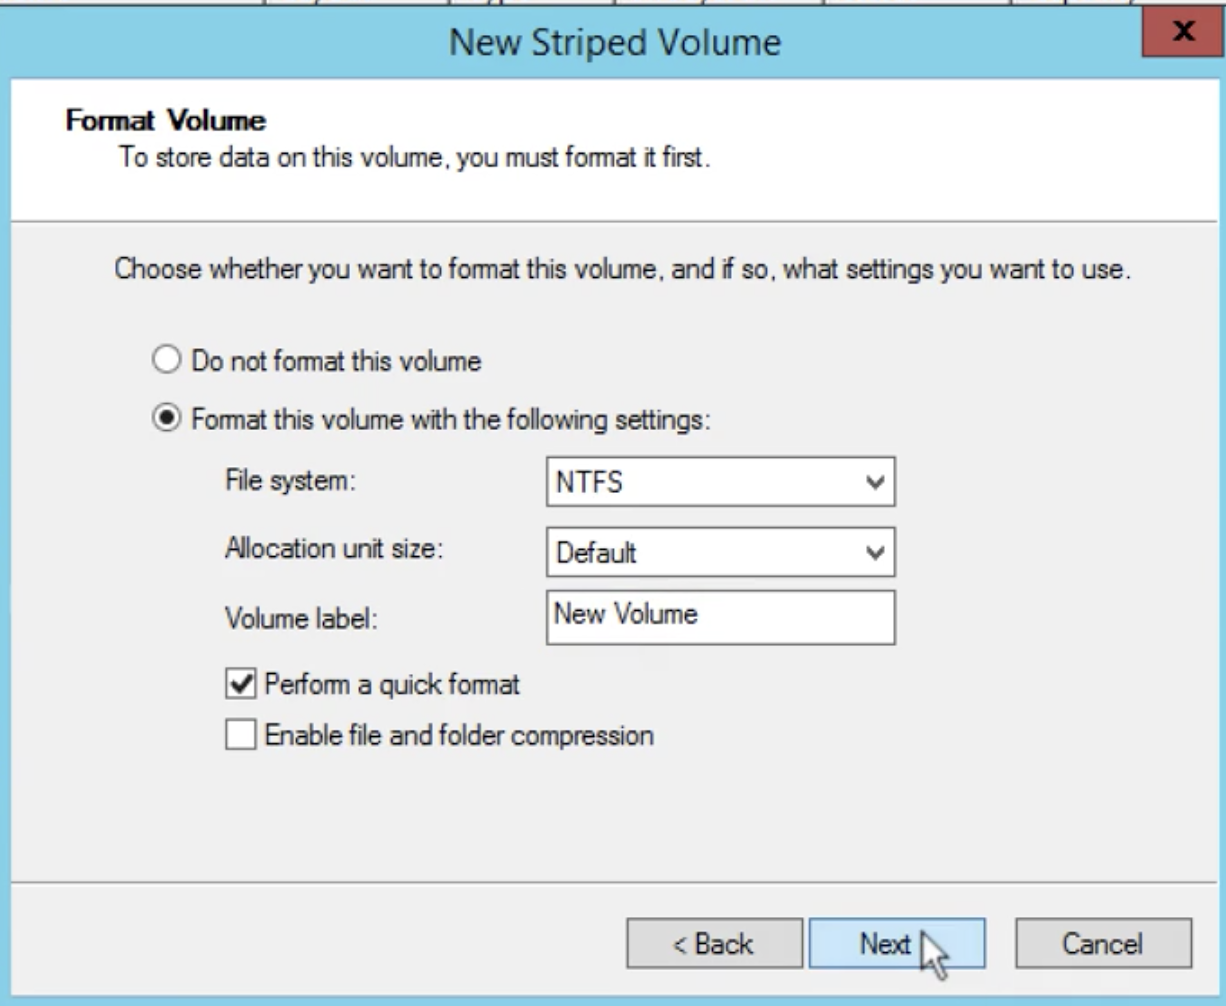 New Striped Volume
X
Format Volume
To store data on this volume, you must format it first.
Choose whether you want to format this volume, and if so, what settings you want to use.
Do not format this volume
Format this volume with the following settings:
File system: NTFS
Allocation unit size: Default
Volume label: New Volume
Perform a quick format
Enable file and folder compression
< Back Next Cancel